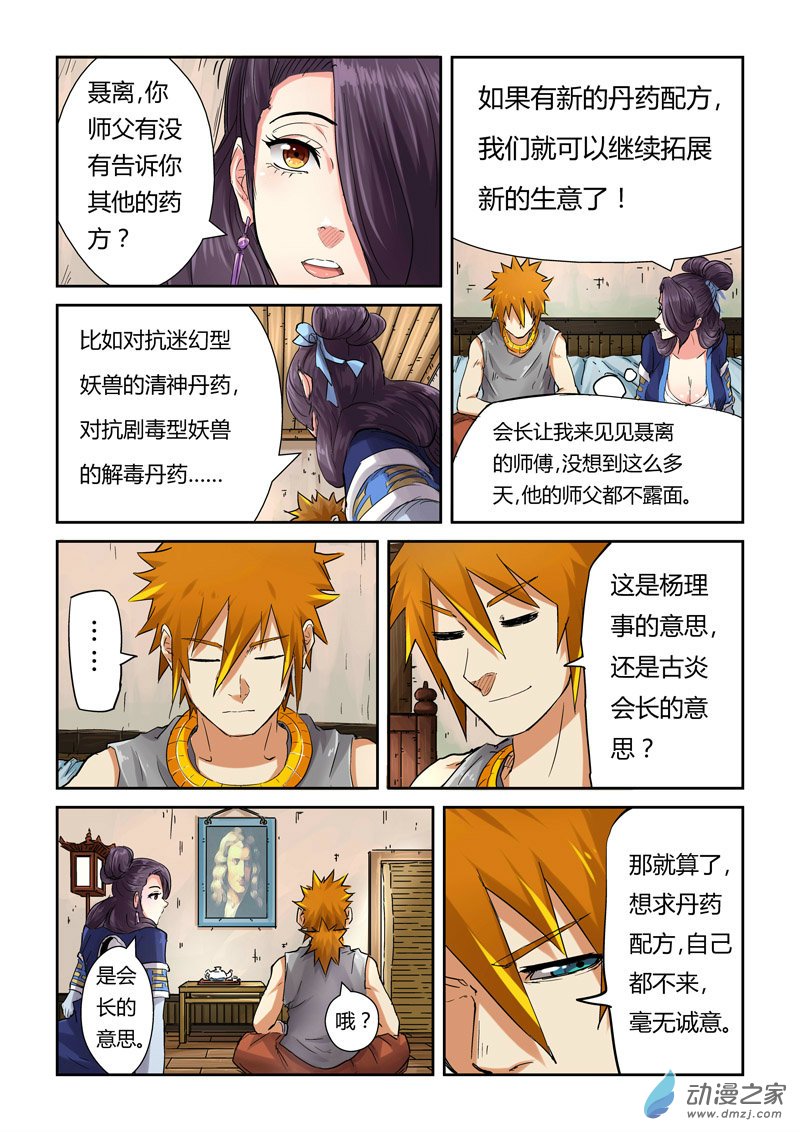 聂离，你
师父有没
有告诉你
其他的药
方？
如果有新的丹药配方，
我们就可以继续拓展
新的生意了！
比如对抗迷幻型
妖兽的清神丹药，
对抗剧毒型妖兽
的解毒丹药……
会长让我来见见聂离
的师傅，没想到这么多
天，他的师父都不露面。
……
这是杨理
事的意思，
还是古炎
会长的意
思？
是会
长的
意思。
哦？
那就算了，
想求丹药
配方，自己
都不来，
毫无诚意。
动漫之家
www.dmzj.com